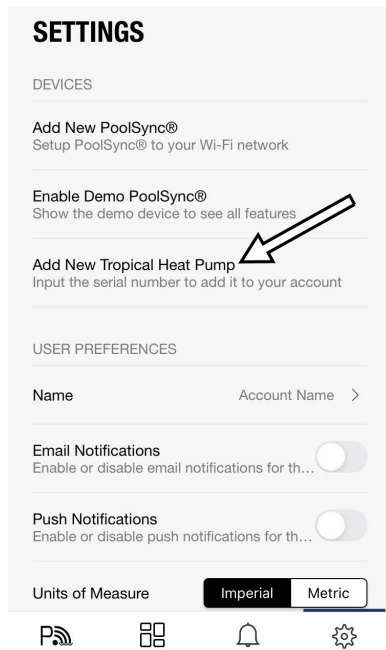 SETTINGS
DEVICES
Add New PoolSync®
Setup PoolSync® to your Wi-Fi network
Enable Demo PoolSync®
Show the demo device to see all features
Add New Tropical Heat Pump
Input the serial number to add it to your account
USER PREFERENCES
Name Account Name
Email Notifications
Enable or disable email notifications for th...
Push Notifications
Enable or disable push notifications for th...
Units of Measure Imperial Metric
P